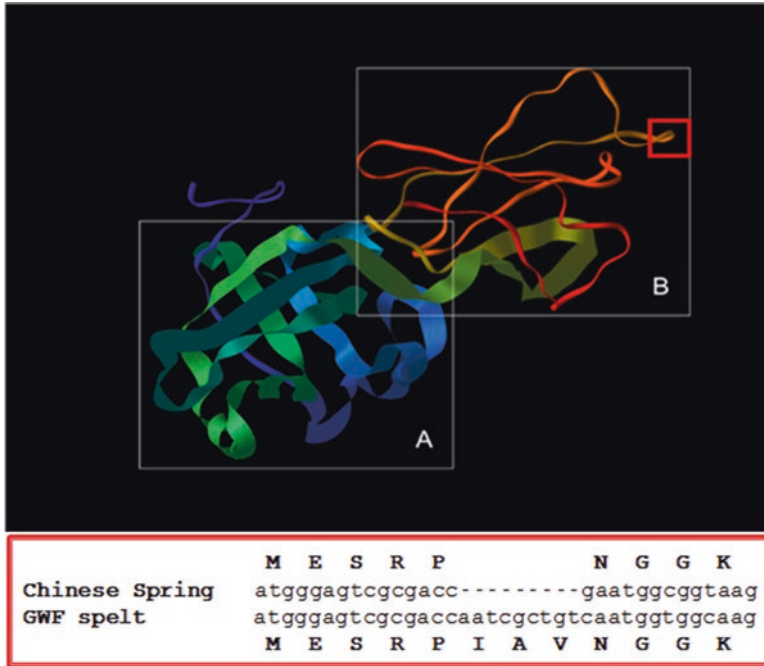 B
A
M E S R P N G G K
Chinese Spring atgggagtcgcgacc---------gaatggcggtaag
GWF spelt atgggagtcgcgaccaatcgctgtcaatggtggcaag
M E S R P I A V N G G K